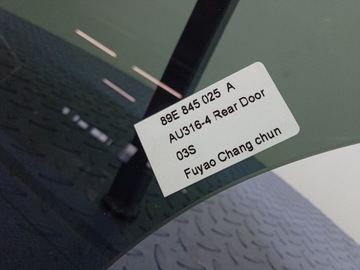 89E 845 025 A
AU316-4 Rear Door
03S
Fuyao Chang chun